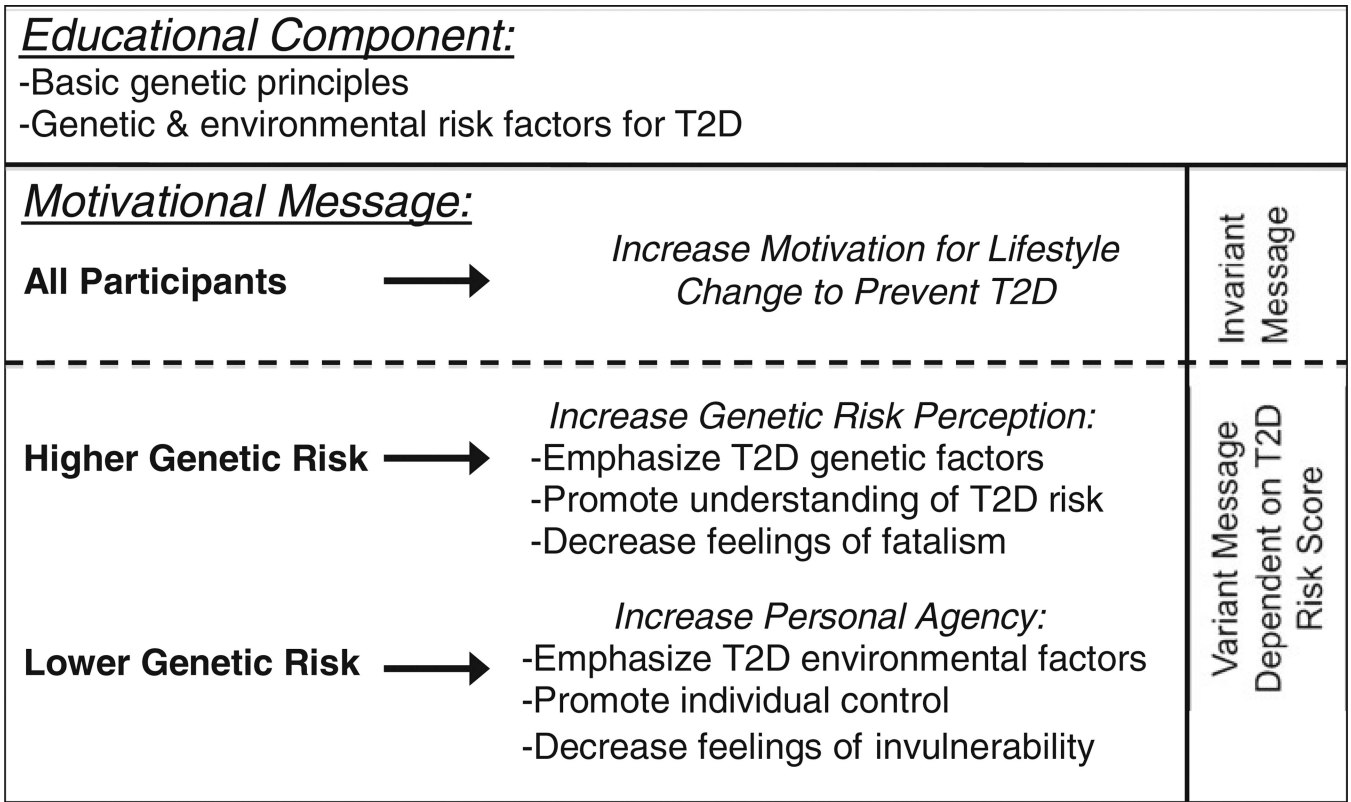 Educational Component:
-Basic genetic principles
-Genetic & environmental risk factors for T2D
Motivational Message:
All Participants
Increase Motivation for Lifestyle
Change to Prevent T2D
Invariant
Message
Higher Genetic Risk
Increase Genetic Risk Perception:
-Emphasize T2D genetic factors
-Promote understanding of T2D risk
-Decrease feelings of fatalism
Lower Genetic Risk
Increase Personal Agency:
-Emphasize T2D environmental factors
-Promote individual control
-Decrease feelings of invulnerability
Variant Message
Dependent on T2D
Risk Score